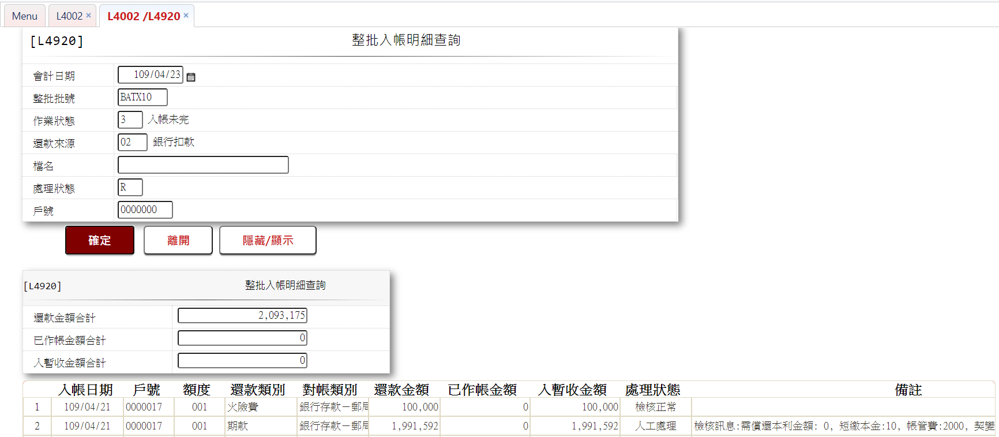 Menu L4002 × L4002 /L4920 ×
[L4920] 整批入帳明細查詢
會計日期 109/04/23
整批批號 BATX10
作業狀態 3 入帳未完
還款來源 02 銀行扣款
檔名
處理狀態 R
戶號 0000000
確定 離開 隱藏/顯示
[L4920] 整批入帳明細查詢
還款金額合計 2,093,175
已作帳金額合計 0
入暫收金額合計 0
入帳日期 戶號 額度 還款類別 對帳類別 還款金額 已作帳金額 入暫收金額 處理狀態 備註
1 109/04/21 0000017 001 火險費 銀行存款－郵局 100,000 0 100,000 檢核正常
2 109/04/21 0000017 001 期款 銀行存款－郵局 1,991,592 0 1,991,592 人工處理 檢核訊息:需償還本利金額: 0, 短繳本金:10, 帳管費:2000, 契變